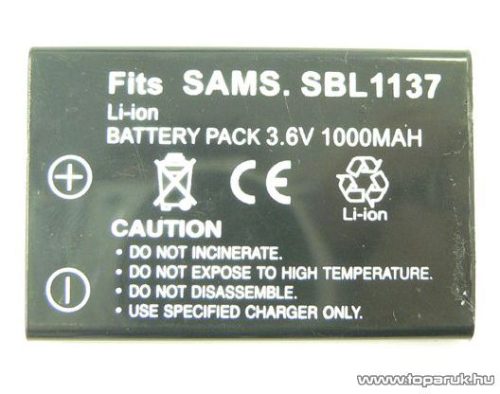 Fits SAMS. SBL1137
Li-ion
BATTERY PACK 3.6V 1000MAH
CE
Li-ion
CAUTION
• DO NOT INCINERATE.
• DO NOT EXPOSE TO HIGH TEMPERATURE.
• DO NOT DISASSEMBLE.
• USE SPECIFIED CHARGER ONLY.
www.toparuk.hu